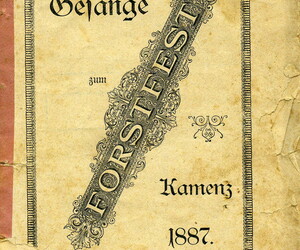 Gesänge
zum
FORSTFEST
Kamenz
1887.